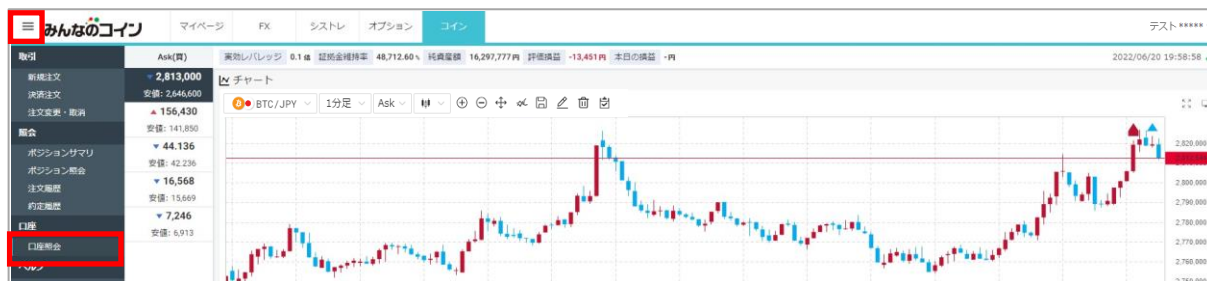 みんなのコイン マイページ FX シストレ オプション コイン テスト*****
取引
新規注文
決済注文
注文変更・取消
照会
ポジションサマリ
ポジション照会
注文履歴
約定履歴
口座
口座照会
ヘルプ
Ask(買)
2,813,000
安値: 2,646,600
156,430
安値: 141,850
44.136
安値: 42.236
16,568
安値: 15,669
7,246
安値: 6,913
実効レバレッジ 0.1 倍 証拠金維持率 48,712.60 % 純資産額 16,297,777 円 評価損益 -13,451 円 本日の損益 -円 2022/06/20 19:58:58
チャート
BTC/JPY 1分足 Ask
2,820,000
2,800,000
2,790,000
2,780,000
2,770,000
2,760,000